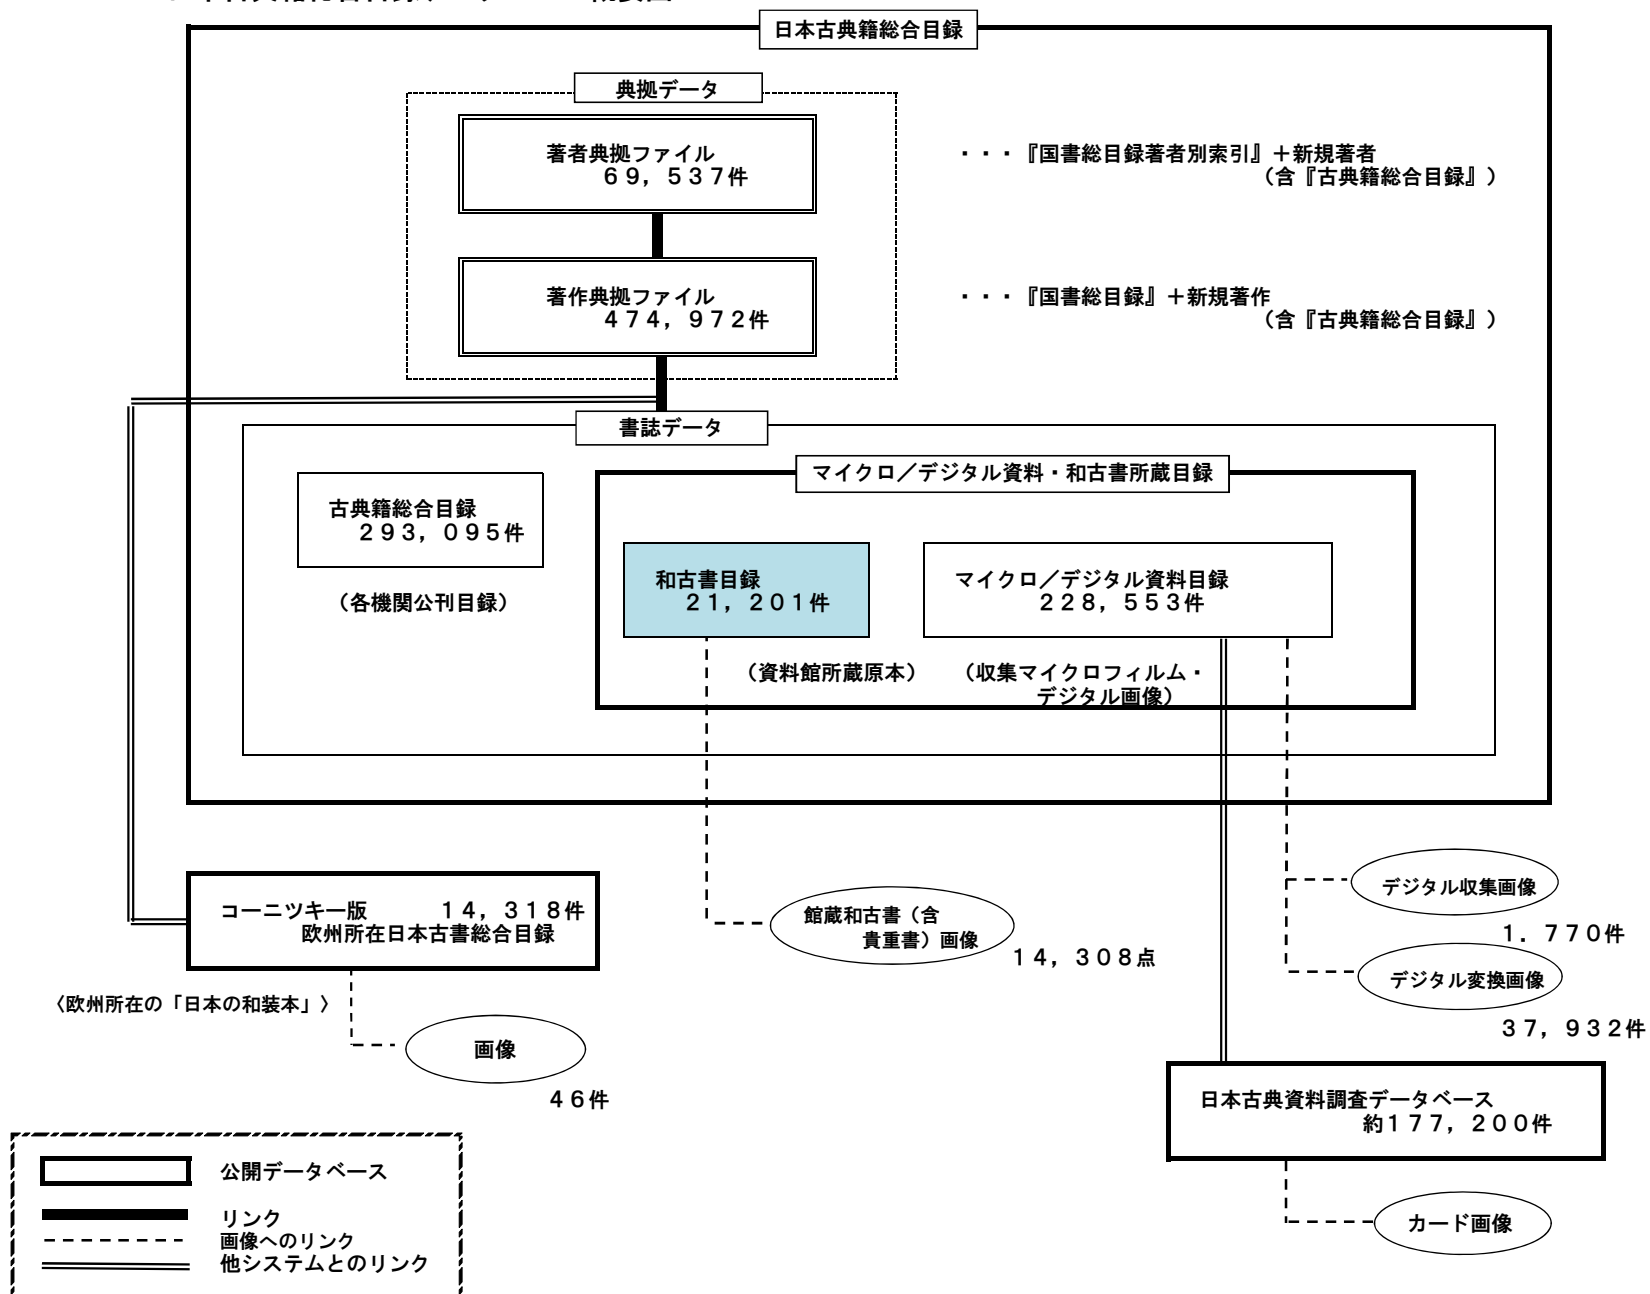 日本古典籍総合目録
典拠データ
著者典拠ファイル
６９，５３７件
・・・『国書総目録著者別索引』＋新規著者
（含『古典籍総合目録』）
著作典拠ファイル
４７４，９７２件
・・・『国書総目録』＋新規著作
（含『古典籍総合目録』）
書誌データ
マイクロ／デジタル資料・和古書所蔵目録
古典籍総合目録
２９３，０９５件
（各機関公刊目録）
和古書目録
２１，２０１件
（資料館所蔵原本）
マイクロ／デジタル資料目録
２２８，５５３件
（収集マイクロフィルム・
デジタル画像）
コーニツキー版　１４，３１８件
欧州所在日本古書総合目録
〈欧州所在の「日本の和装本」〉
画像
４６件
館蔵和古書（含
貴重書）画像
１４，３０８点
デジタル収集画像
１．７７０件
デジタル変換画像
３７，９３２件
日本古典資料調査データベース
約１７７，２００件
カード画像
公開データベース
リンク
画像へのリンク
他システムとのリンク